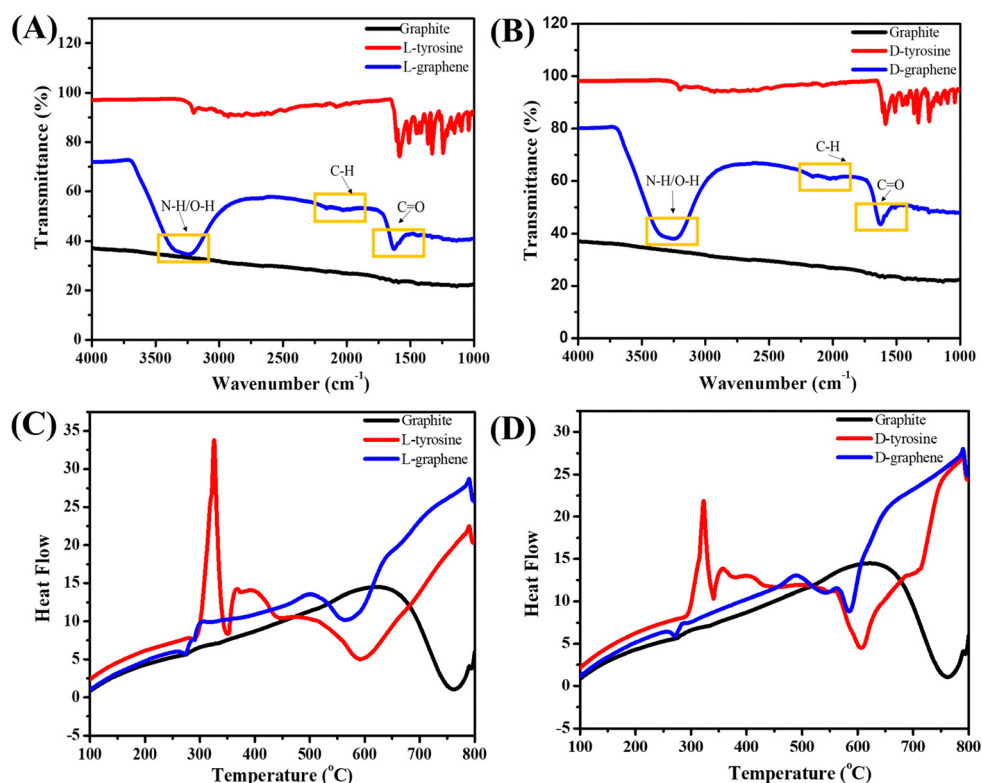 (A)
120
100
80
60
40
20
0
Transmittance (%)
Graphite
L-tyrosine
L-graphene
N-H/O-H
C-H
C=O
4000 3500 3000 2500 2000 1500 1000
Wavenumber (cm⁻¹)
(B)
120
100
80
60
40
20
0
Transmittance (%)
Graphite
D-tyrosine
D-graphene
N-H/O-H
C-H
C=O
4000 3500 3000 2500 2000 1500 1000
Wavenumber (cm⁻¹)
(C)
35
30
25
20
15
10
5
0
-5
Heat Flow
Graphite
L-tyrosine
L-graphene
100 200 300 400 500 600 700 800
Temperature (°C)
(D)
30
25
20
15
10
5
0
-5
Heat Flow
Graphite
D-tyrosine
D-graphene
100 200 300 400 500 600 700 800
Temperature (°C)